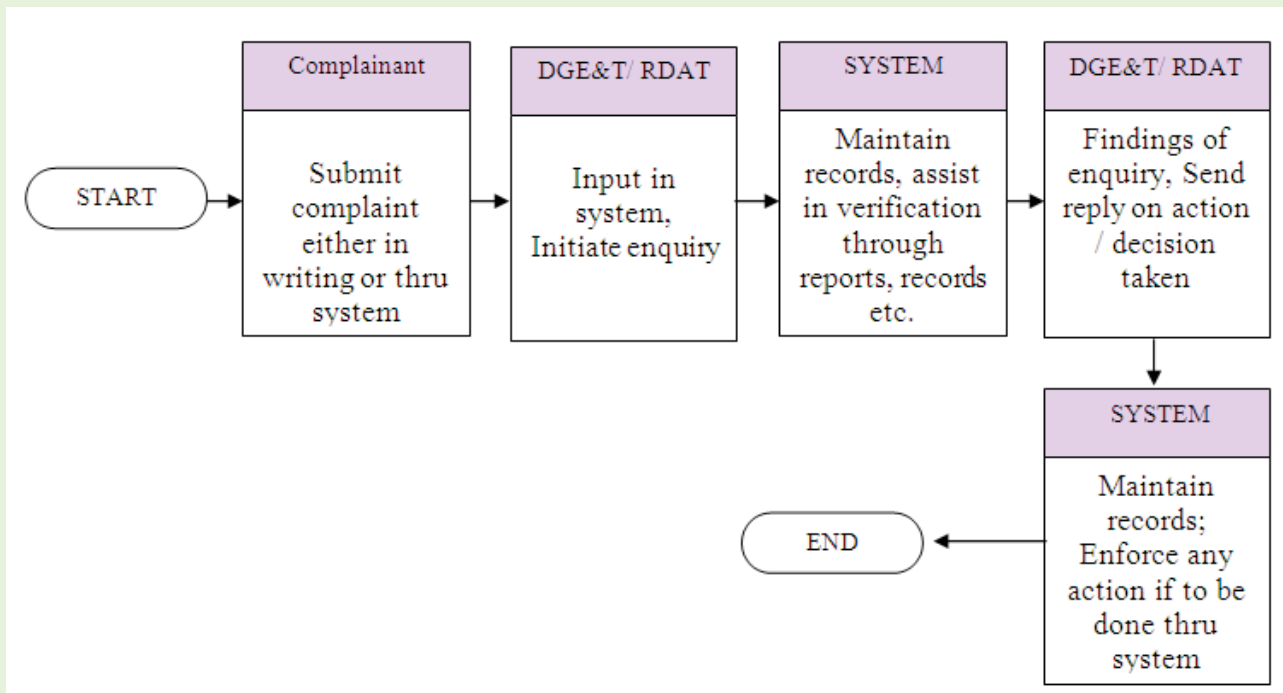 START
Complainant
Submit
complaint
either in
writing or thru
system
DGE&T/ RDAT
Input in
system,
Initiate enquiry
SYSTEM
Maintain
records, assist
in verification
through
reports, records
etc.
DGE&T/ RDAT
Findings of
enquiry, Send
reply on action
/ decision
taken
SYSTEM
Maintain
records;
Enforce any
action if to be
done thru
system
END